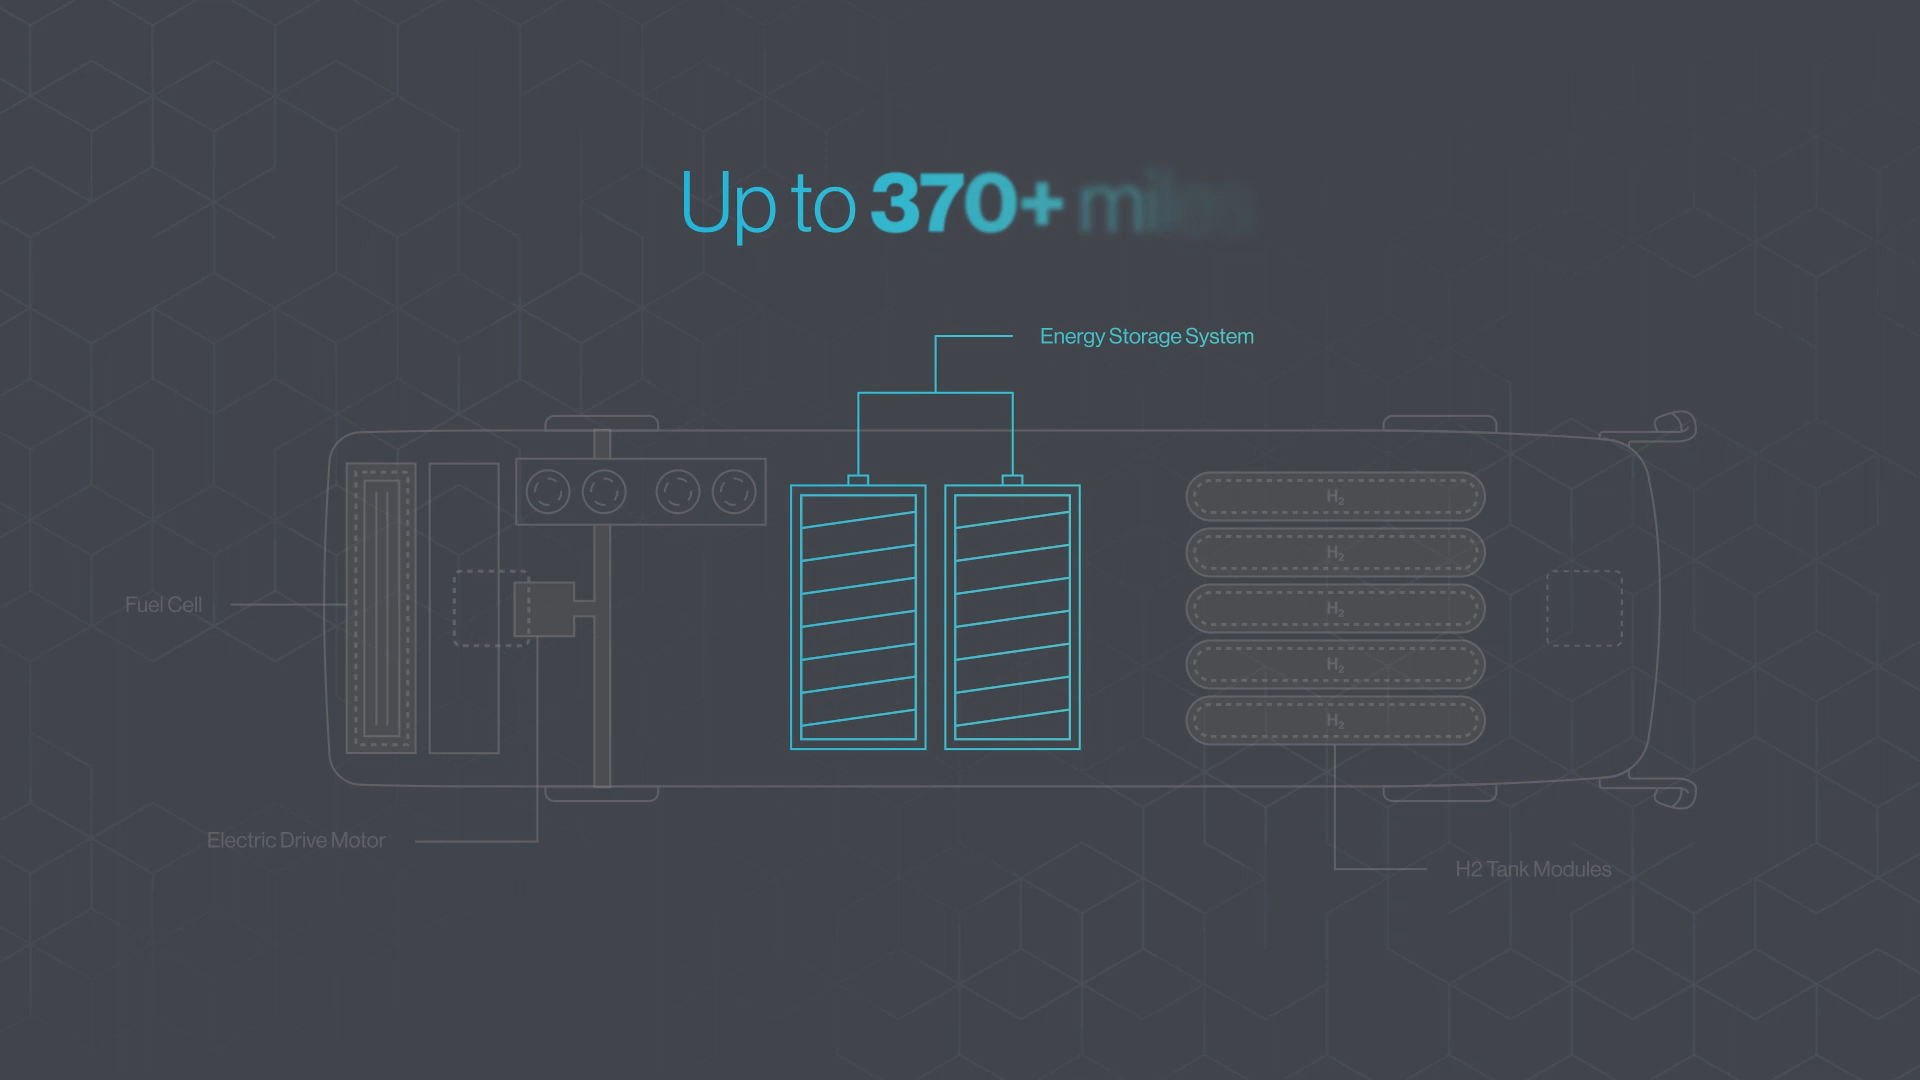 Up to 370+ miles
Energy Storage System
H₂
H₂
Fuel Cell
H₂
H₂
H₂
Electric Drive Motor
H2 Tank Modules